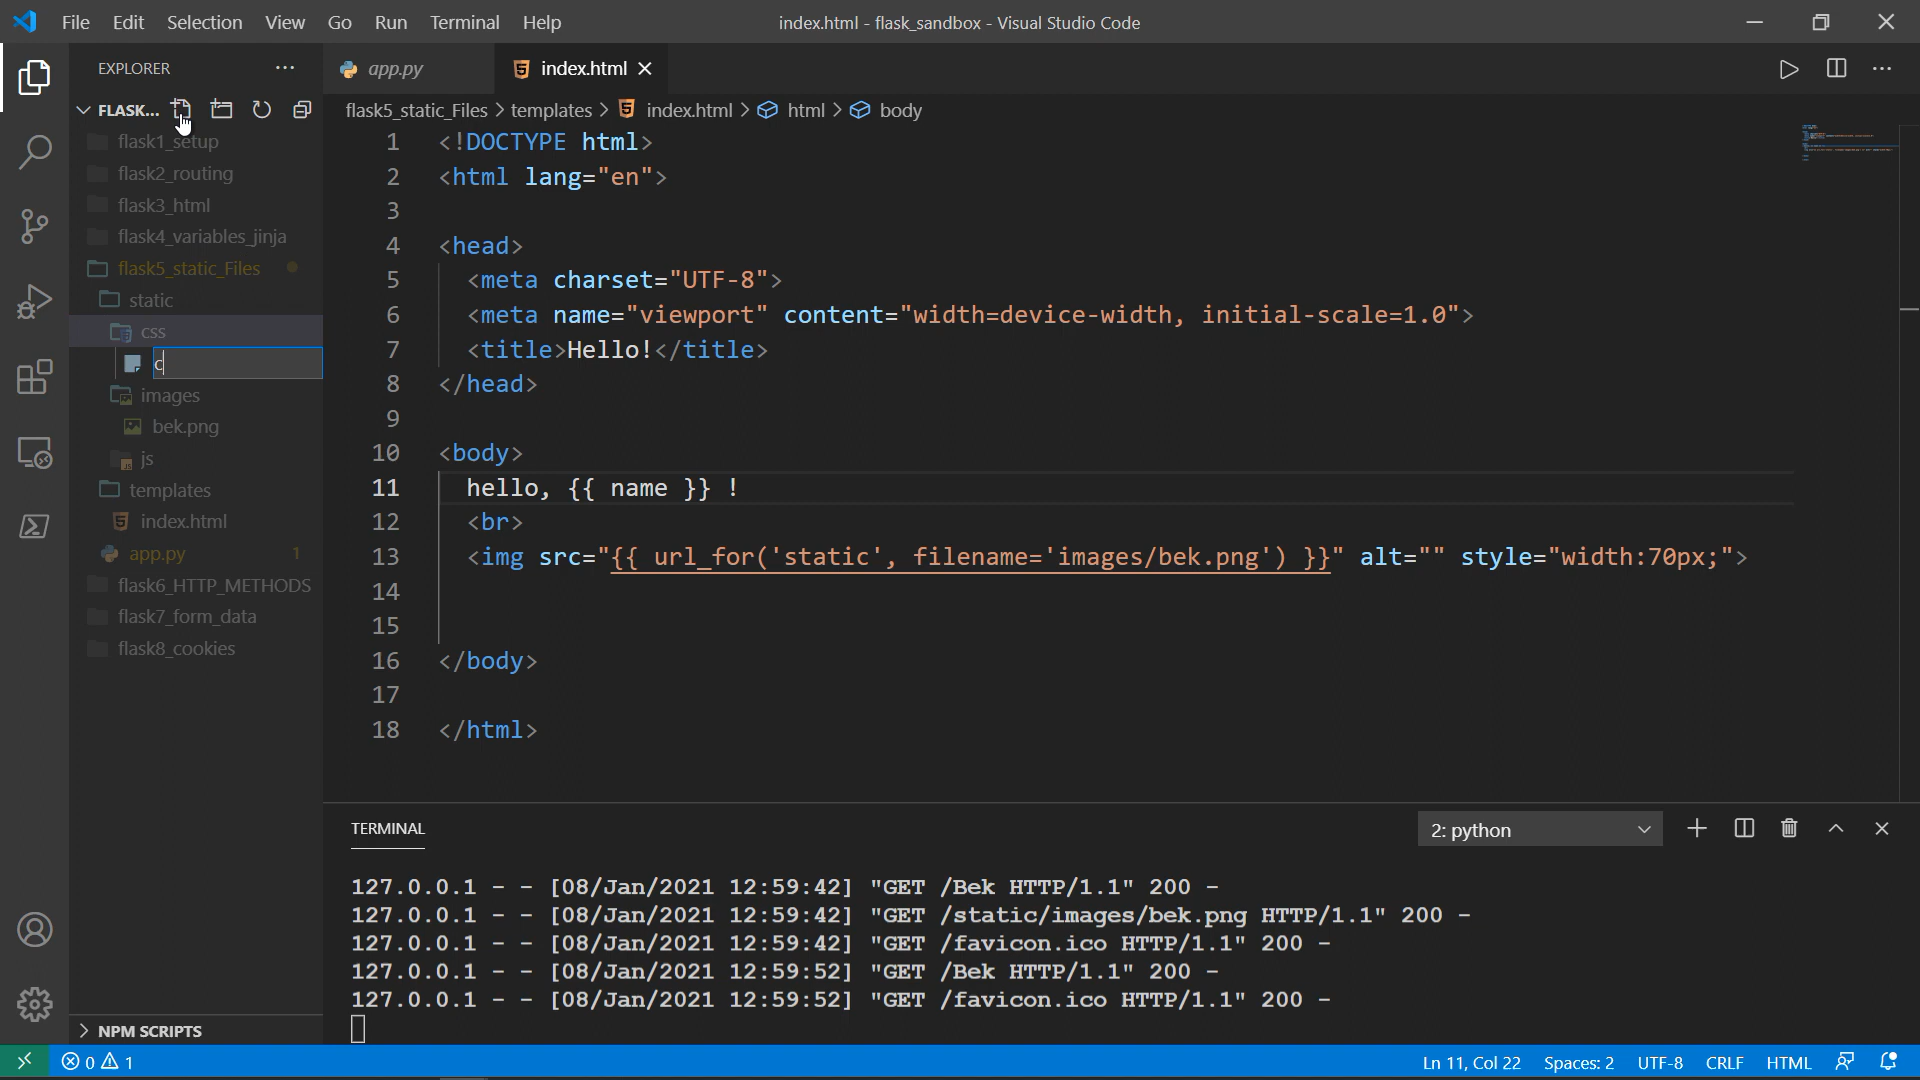 File Edit Selection View Go Run Terminal Help index.html - flask_sandbox - Visual Studio Code
EXPLORER
app.py index.html
FLASK...
flask5_static_Files > templates > index.html > html > body
flask1_setup
flask2_routing
flask3_html
flask4_variables_jinja
flask5_static_Files
static
css
c
images
bek.png
js
templates
index.html
app.py 1
flask6_HTTP_METHODS
flask7_form_data
flask8_cookies
NPM SCRIPTS
1 <!DOCTYPE html>
2 <html lang="en">
3
4 <head>
5 <meta charset="UTF-8">
6 <meta name="viewport" content="width=device-width, initial-scale=1.0">
7 <title>Hello!</title>
8 </head>
9
10 <body>
11 hello, {{ name }} !
12 <br>
13 <img src="{{ url_for('static', filename='images/bek.png') }}" alt="" style="width:70px;">
14
15
16 </body>
17
18 </html>
TERMINAL 2: python
127.0.0.1 - - [08/Jan/2021 12:59:42] "GET /Bek HTTP/1.1" 200 -
127.0.0.1 - - [08/Jan/2021 12:59:42] "GET /static/images/bek.png HTTP/1.1" 200 -
127.0.0.1 - - [08/Jan/2021 12:59:42] "GET /favicon.ico HTTP/1.1" 200 -
127.0.0.1 - - [08/Jan/2021 12:59:52] "GET /Bek HTTP/1.1" 200 -
127.0.0.1 - - [08/Jan/2021 12:59:52] "GET /favicon.ico HTTP/1.1" 200 -
0 1 Ln 11, Col 22 Spaces: 2 UTF-8 CRLF HTML